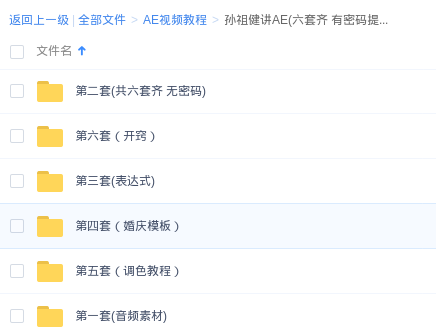 返回上一级 | 全部文件 > AE视频教程 > 孙祖健讲AE(六套齐 有密码提...
文件名
第二套(共六套齐 无密码)
第六套（开窍）
第三套(表达式)
第四套（婚庆模板）
第五套（调色教程）
第一套(音频素材)